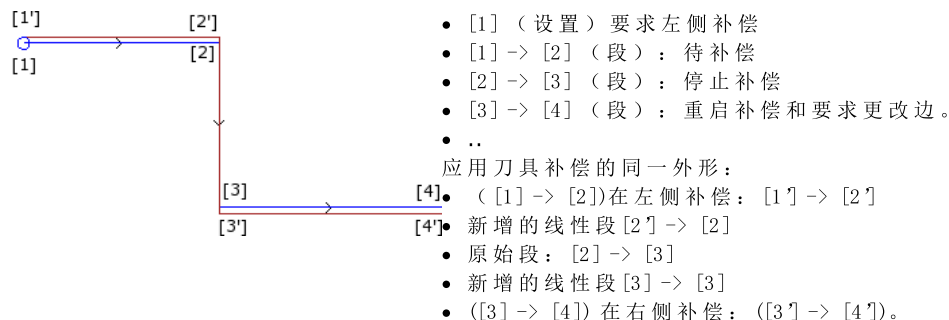 [1']
[2']
[1]
[2]
[3]
[4]
[3']
[4']
• [1] （设置）要求左侧补偿
• [1] -> [2] （段）：待补偿
• [2] -> [3] （段）：停止补偿
• [3] -> [4] （段）：重启补偿和要求更改边。
• ..
应用刀具补偿的同一外形：
• （[1] -> [2])在左侧补偿：[1'] -> [2']
• 新增的线性段[2'] -> [2]
• 原始段：[2] -> [3]
• 新增的线性段[3] -> [3]
• ([3] -> [4]) 在右侧补偿：([3'] -> [4'])。